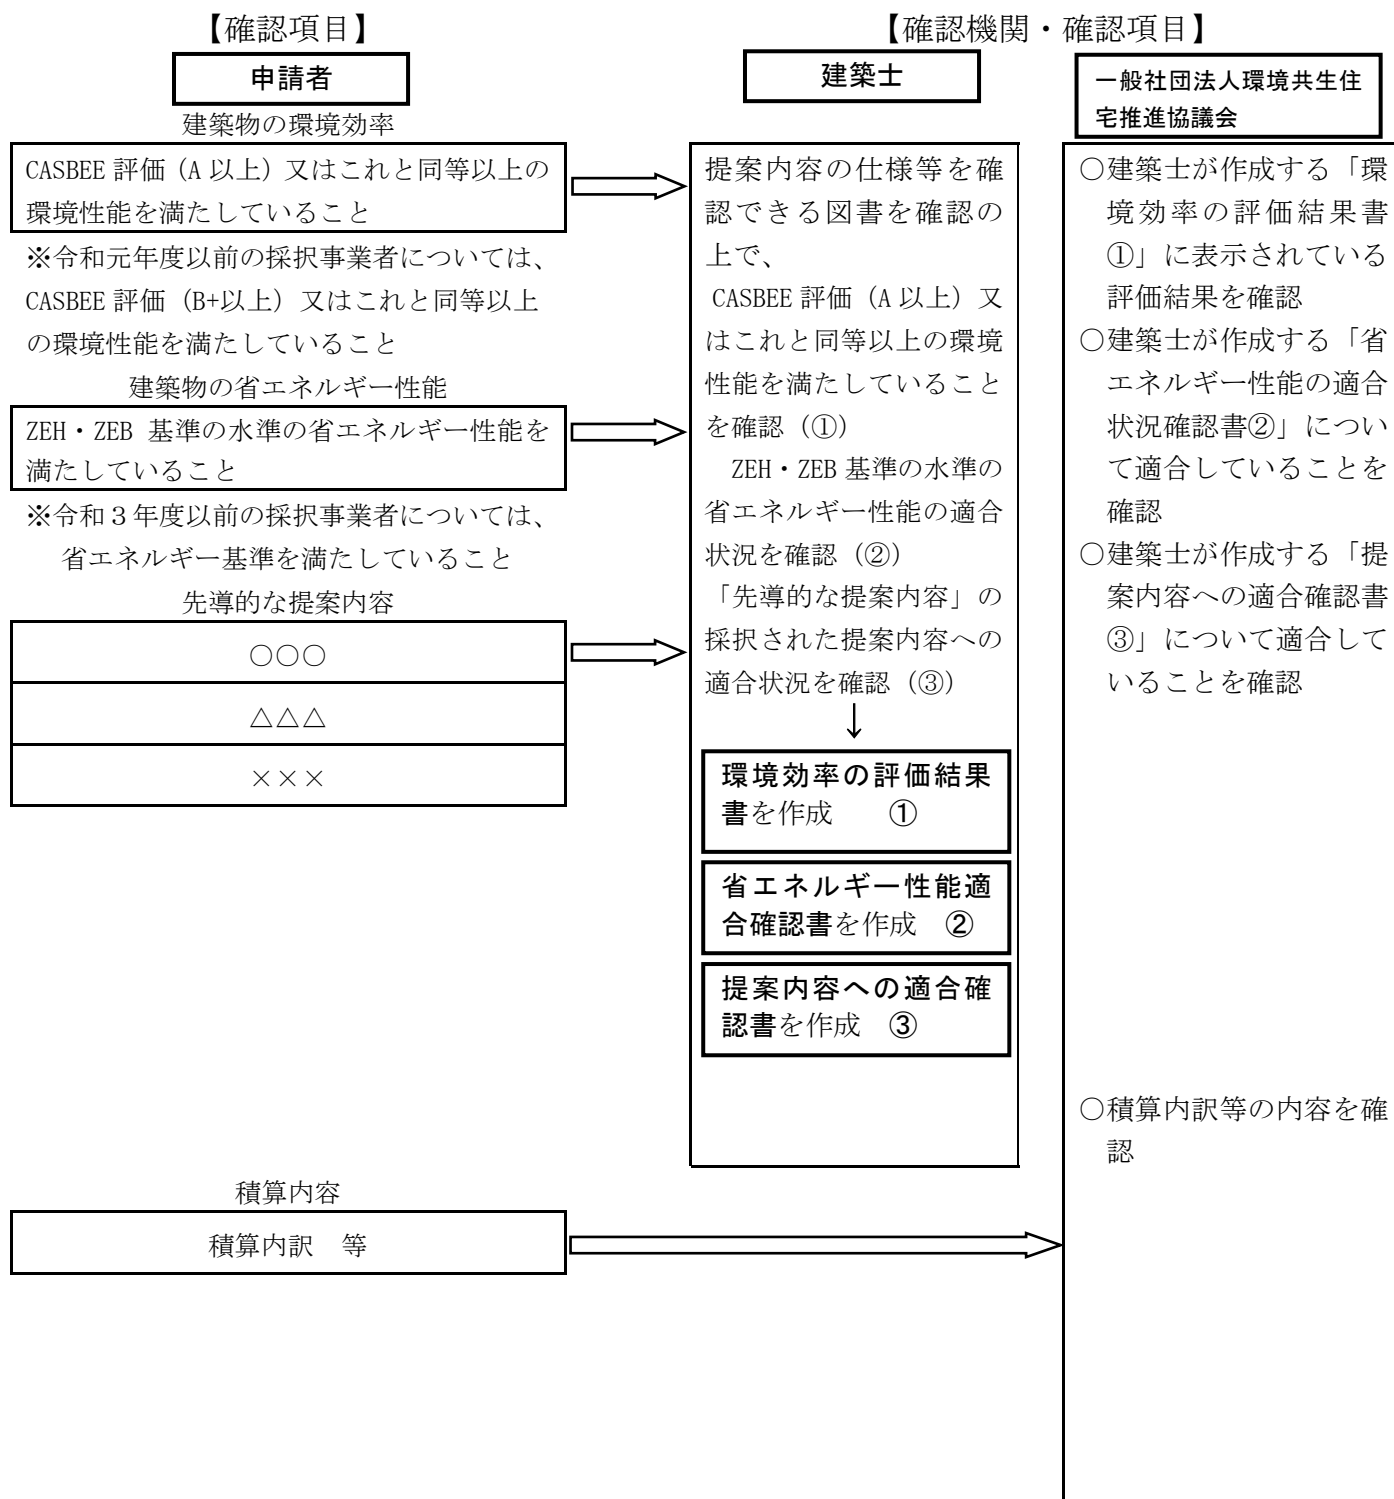 【確認項目】
【確認機関・確認項目】
申請者
建築物の環境効率
CASBEE 評価（A 以上）又はこれと同等以上の
環境性能を満たしていること
※令和元年度以前の採択事業者については、
CASBEE 評価（B+以上）又はこれと同等以上
の環境性能を満たしていること
建築物の省エネルギー性能
ZEH・ZEB 基準の水準の省エネルギー性能を
満たしていること
※令和３年度以前の採択事業者については、
省エネルギー基準を満たしていること
先導的な提案内容
○○○
△△△
×××
積算内容
積算内訳　等
建築士
提案内容の仕様等を確
認できる図書を確認の
上で、
CASBEE 評価（A 以上）又
はこれと同等以上の環境
性能を満たしていること
を確認（①）
ZEH・ZEB 基準の水準の
省エネルギー性能の適合
状況を確認（②）
「先導的な提案内容」の
採択された提案内容への
適合状況を確認（③）
↓
環境効率の評価結果
書を作成　　①
省エネルギー性能適
合確認書を作成　②
提案内容への適合確
認書を作成　③
一般社団法人環境共生住
宅推進協議会
○建築士が作成する「環
境効率の評価結果書
①」に表示されている
評価結果を確認
○建築士が作成する「省
エネルギー性能の適合
状況確認書②」につい
て適合していることを
確認
○建築士が作成する「提
案内容への適合確認書
③」について適合して
いることを確認
○積算内訳等の内容を確
認